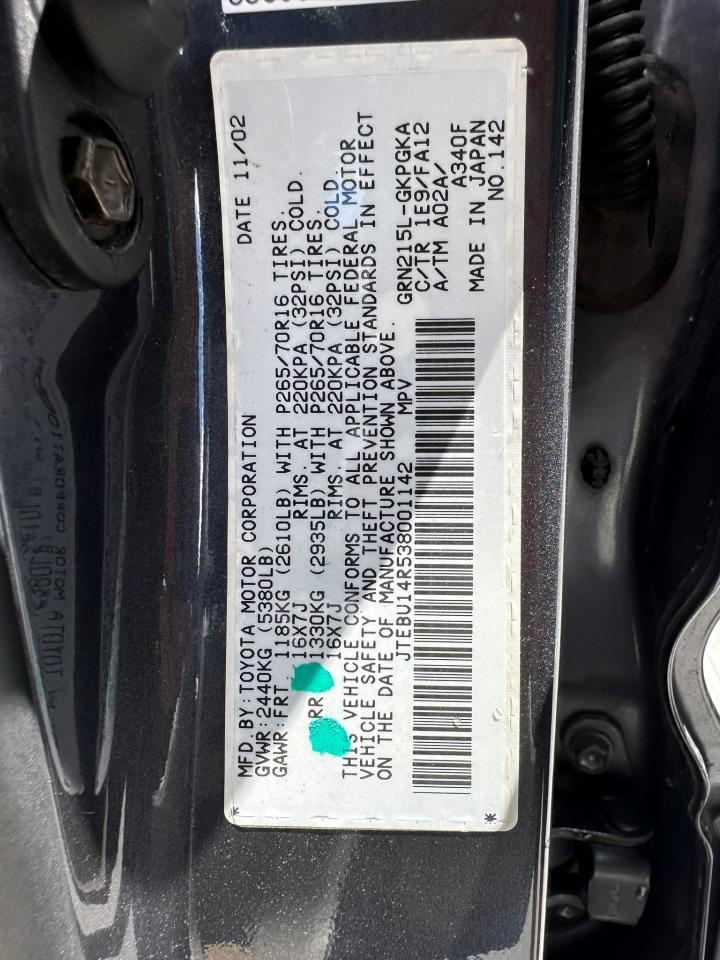 MFD. BY: TOYOTA MOTOR CORPORATION DATE 11/02
GVWR: 2440KG (5380LB)
GAWR: FRT 1185KG (2610LB) WITH P265/70R16 TIRES.
16X7J RIMS. AT 220KPA (32PSI) COLD.
RR 1330KG (2935LB) WITH P265/70R16 TIRES.
16X7J RIMS. AT 220KPA (32PSI) COLD.
THIS VEHICLE CONFORMS TO ALL APPLICABLE FEDERAL MOTOR
VEHICLE SAFETY AND THEFT PREVENTION STANDARDS IN EFFECT
ON THE DATE OF MANUFACTURE SHOWN ABOVE.
JTEBU14R538001142 MPV
GRN215L-GKPGKA
C/TR 1E9/FA12
A/TM A02A/
A340F
MADE IN JAPAN
NO.142